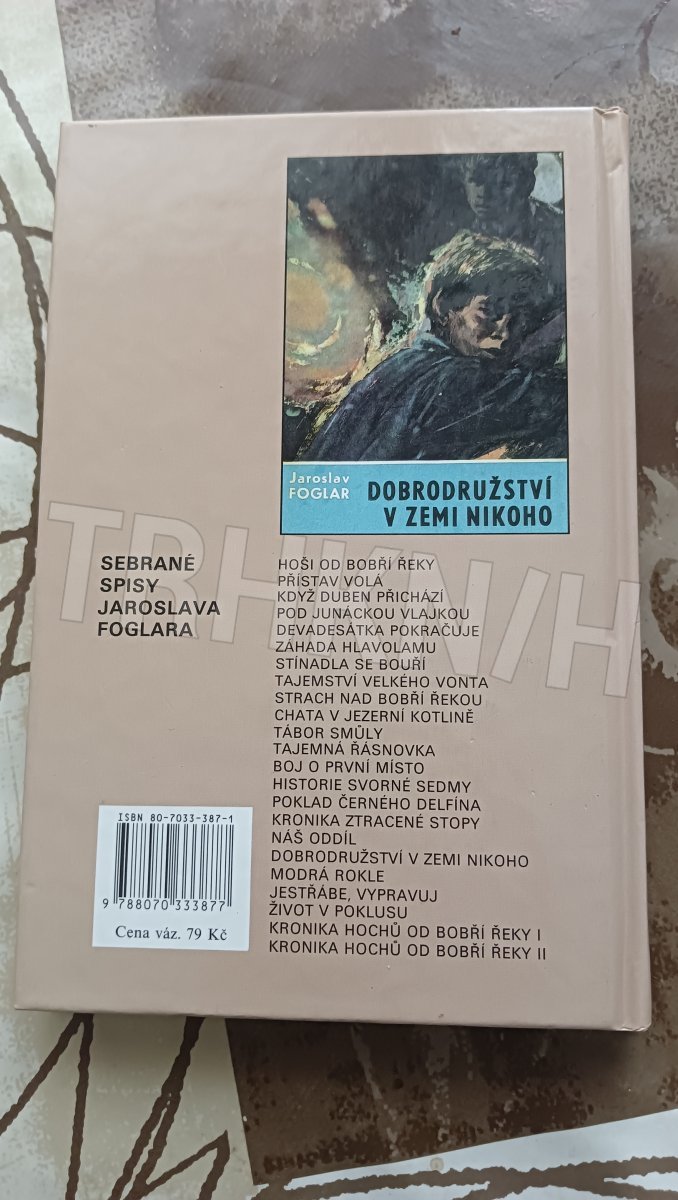 Jaroslav
FOGLAR
DOBRODRUŽSTVÍ
V ZEMI NIKOHO
SEBRANÉ
SPISY
JAROSLAVA
FOGLARA
HOŠI OD BOBŘÍ ŘEKY
PŘÍSTAV VOLÁ
KDYŽ DUBEN PŘICHÁZÍ
POD JUNÁCKOU VLAJKOU
DEVADESÁTKA POKRAČUJE
ZÁHADA HLAVOLAMU
STÍNADLA SE BOUŘÍ
TAJEMSTVÍ VELKÉHO VONTA
STRACH NAD BOBŘÍ ŘEKOU
CHATA V JEZERNÍ KOTLINĚ
TÁBOR SMŮLY
TAJEMNÁ ŘÁSNOVKA
BOJ O PRVNÍ MÍSTO
HISTORIE SVORNÉ SEDMY
POKLAD ČERNÉHO DELFÍNA
KRONIKA ZTRACENÉ STOPY
NÁŠ ODDÍL
DOBRODRUŽSTVÍ V ZEMI NIKOHO
MODRÁ ROKLE
JESTŘÁBE, VYPRAVUJ
ŽIVOT V POKLUSU
KRONIKA HOCHŮ OD BOBŘÍ ŘEKY I
KRONIKA HOCHŮ OD BOBŘÍ ŘEKY II
ISBN 80-7033-387-1
9 788070 333877
Cena váz. 79 Kč
TRHKN/H